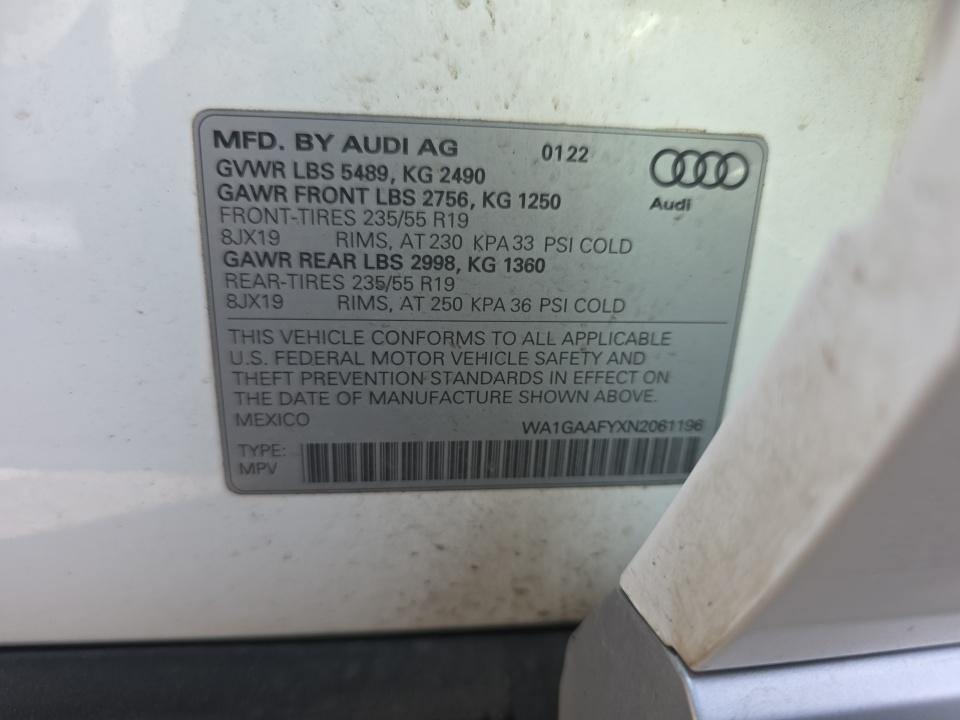 MFD. BY AUDI AG 0122
GVWR LBS 5489, KG 2490
GAWR FRONT LBS 2756, KG 1250
Audi
FRONT-TIRES 235/55 R19
8JX19 RIMS, AT 230 KPA 33 PSI COLD
GAWR REAR LBS 2998, KG 1360
REAR-TIRES 235/55 R19
8JX19 RIMS, AT 250 KPA 36 PSI COLD
THIS VEHICLE CONFORMS TO ALL APPLICABLE
U.S. FEDERAL MOTOR VEHICLE SAFETY AND
THEFT PREVENTION STANDARDS IN EFFECT ON
THE DATE OF MANUFACTURE SHOWN ABOVE.
MEXICO WA1GAAFYXN2061196
TYPE:
MPV